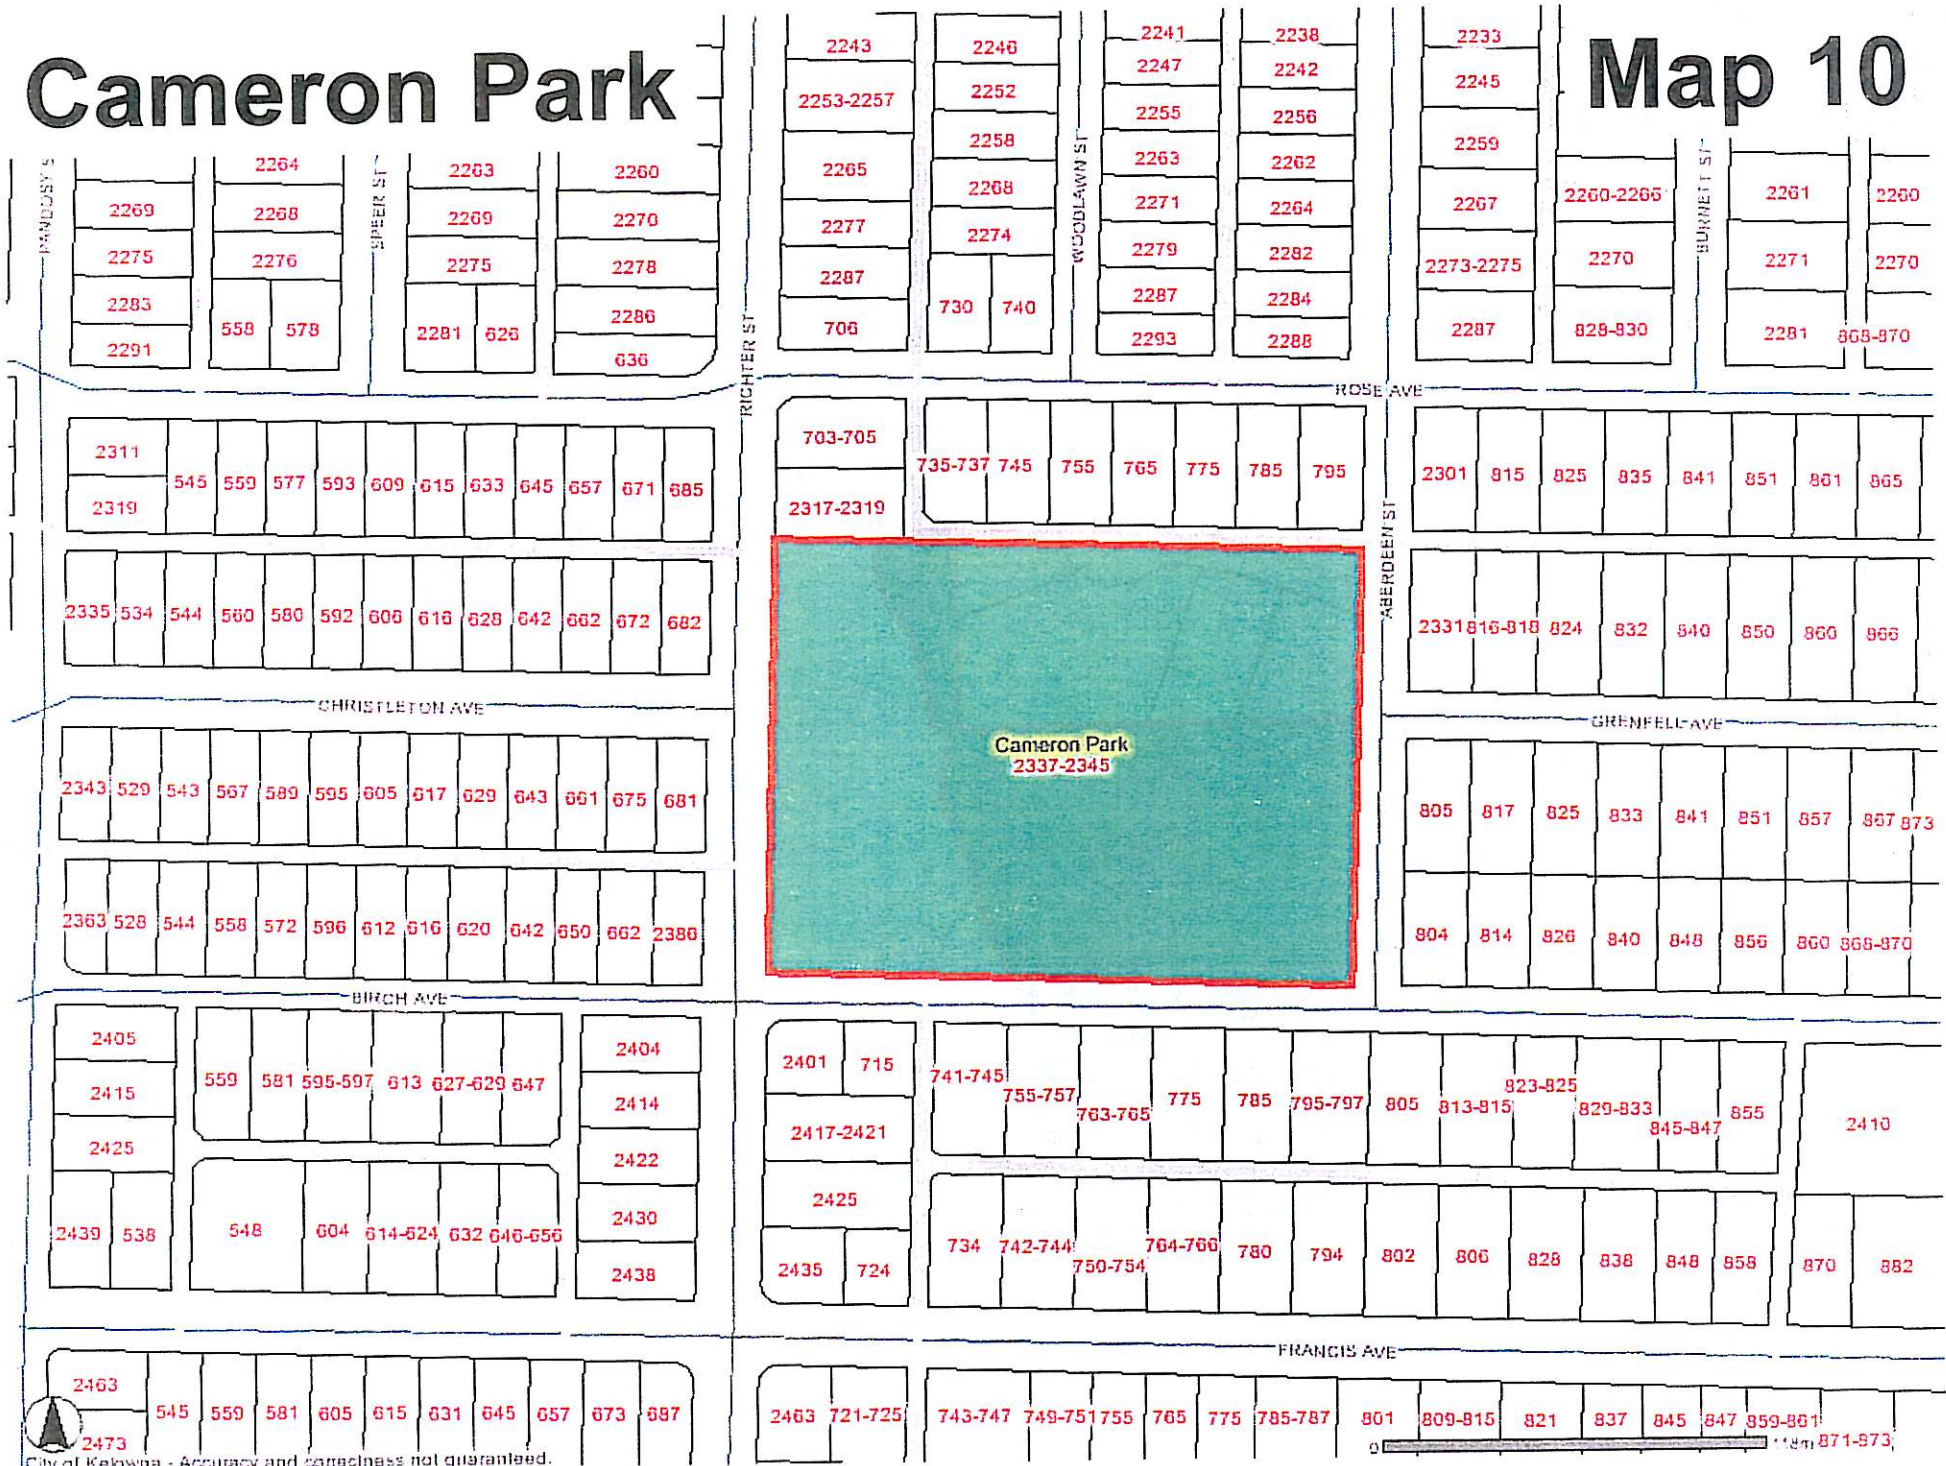 Cameron Park
Map 10
2243 2246 2241 2238 2233
2253-2257 2252 2247 2242 2245
2258 2255 2256 2259
2264 2263 2260 2265 2268 2263 2262 2267 2260-2266 2261 2260
2269 2268 2269 2270 2277 2274 2271 2264
2275 2276 2275 2278 2287 2279 2282 2273-2275 2270 2271 2270
2283 558 578 2281 626 2286 706 730 740 2287 2284 2287 828-830 2281 868-870
2291 636 2293 2288
SPEER ST
WOODLAWN ST
BURNETT ST
RICHTER ST
ROSE AVE
2311 703-705
545 559 577 593 609 615 633 645 657 671 685 735-737 745 755 765 775 785 795 2301 815 825 835 841 851 861 865
2319 2317-2319
ABERDEEN ST
2335 534 544 560 580 592 606 616 628 642 662 672 682 2331 816-818 824 832 840 850 860 866
CHRISTLETON AVE
GRENFELL AVE
Cameron Park
2337-2345
2343 529 543 567 589 595 605 617 629 643 661 675 681 805 817 825 833 841 851 857 867 873
2363 528 544 558 572 596 612 616 620 642 650 662 2386 804 814 826 840 848 856 860 868-870
BIRCH AVE
2405 2404 2401 715
559 581 595-597 613 627-629 647 741-745 755-757 763-765 775 785 795-797 805 813-815 823-825 829-833 845-847 855 2410
2415 2414 2417-2421
2425 2422 2425
2439 538 548 604 614-624 632 646-656 2430 734 742-744 750-754 764-766 780 794 802 806 828 838 848 858 870 882
2438 2435 724
FRANCIS AVE
2463 545 559 581 605 615 631 645 657 673 687 2463 721-725 743-747 749-751 755 765 775 785-787 801 809-815 821 837 845 847 859-861 871-873
2473
0 118m
City of Kelowna - Accuracy and correctness not guaranteed.